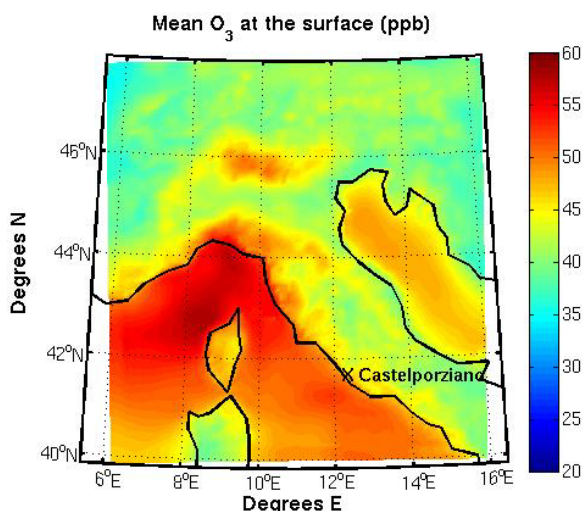 Mean O3 at the surface (ppb)
60
55
50
45
40
35
30
25
20
46°N
44°N
42°N
40°N
Degrees N
X Castelporziano
6°E
8°E
10°E
12°E
14°E
16°E
Degrees E